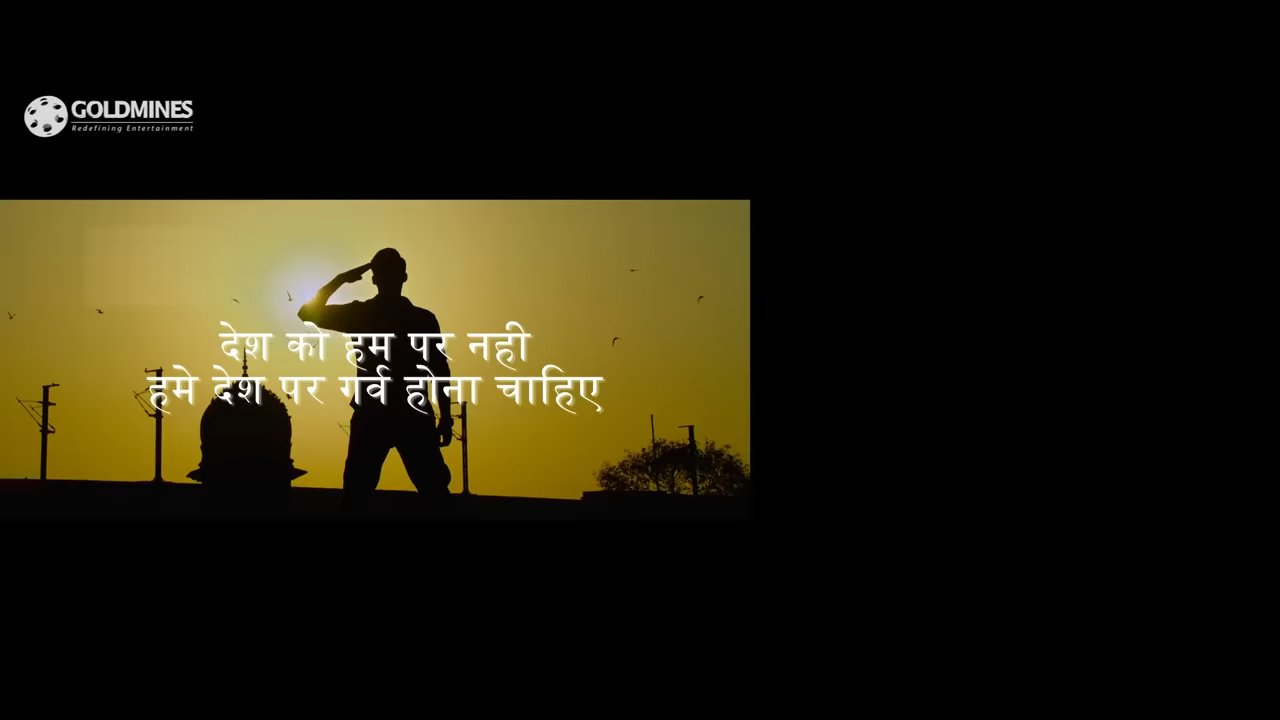 GOLDMINES
Redefining Entertainment
देश को हम पर नही
हमे देश पर गर्व होना चाहिए